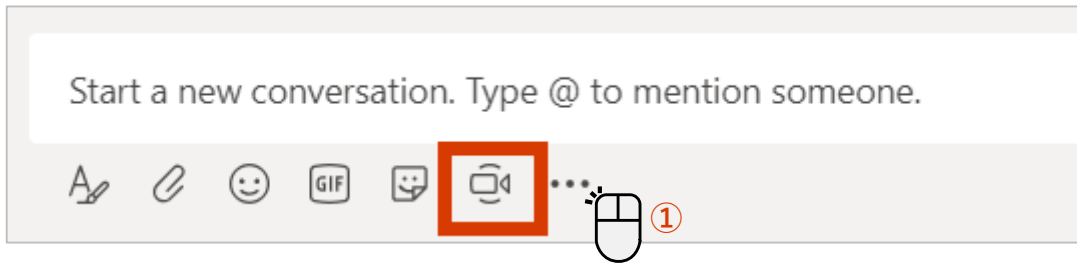 Start a new conversation. Type @ to mention someone.
GIF
①